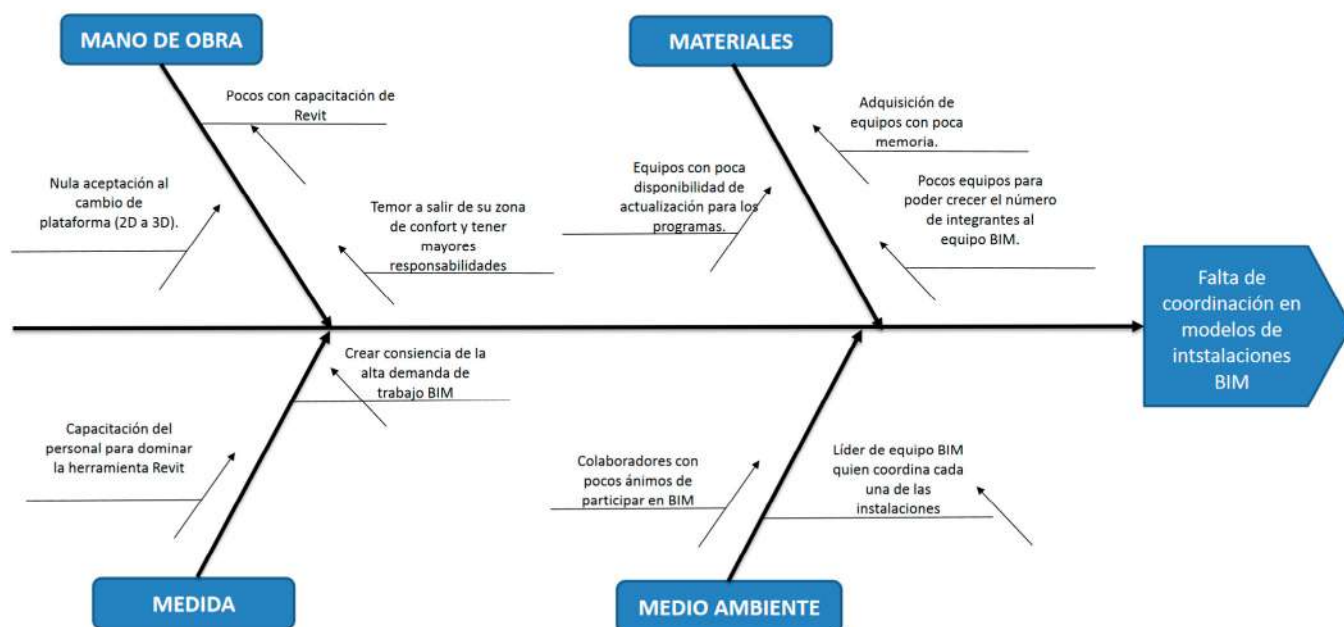 MANO DE OBRA
MATERIALES
Pocos con capacitación de
Revit
Nula aceptación al
cambio de
plataforma (2D a 3D).
Temor a salir de su zona
de confort y tener
mayores
responsabilidades
Adquisición de
equipos con poca
memoria.
Equipos con poca
disponibilidad de
actualización para los
programas.
Pocos equipos para
poder crecer el número
de integrantes al
equipo BIM.
Falta de
coordinación en
modelos de
intstalaciones
BIM
Crear consiencia de la
alta demanda de
trabajo BIM
Capacitación del
personal para dominar
la herramienta Revit
Colaboradores con
pocos ánimos de
participar en BIM
Líder de equipo BIM
quien coordina cada
una de las
instalaciones
MEDIDA
MEDIO AMBIENTE